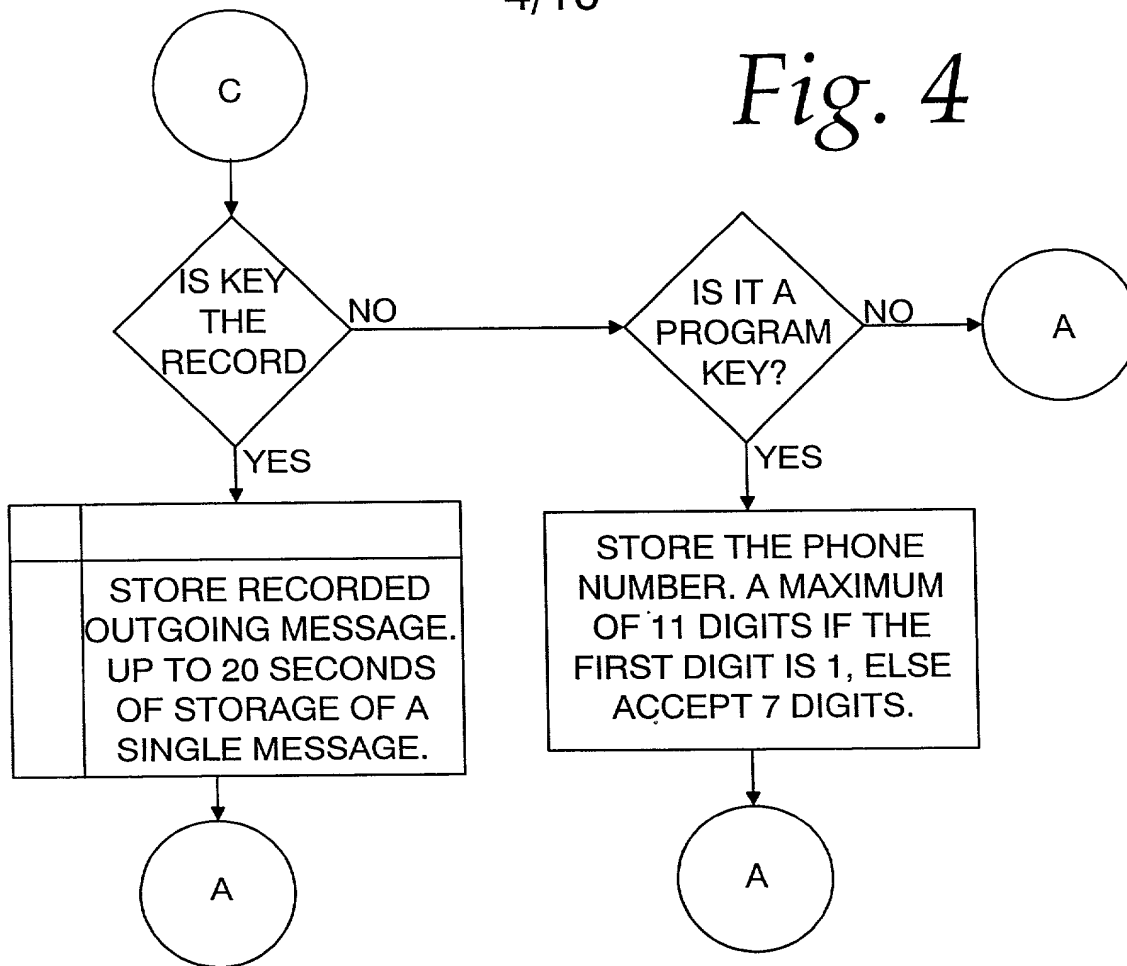 Fig. 4
C
IS KEY
THE
RECORD
NO
IS IT A
PROGRAM
KEY?
NO
A
YES
YES
STORE RECORDED
OUTGOING MESSAGE.
UP TO 20 SECONDS
OF STORAGE OF A
SINGLE MESSAGE.
STORE THE PHONE
NUMBER. A MAXIMUM
OF 11 DIGITS IF THE
FIRST DIGIT IS 1, ELSE
ACCEPT 7 DIGITS.
A
A